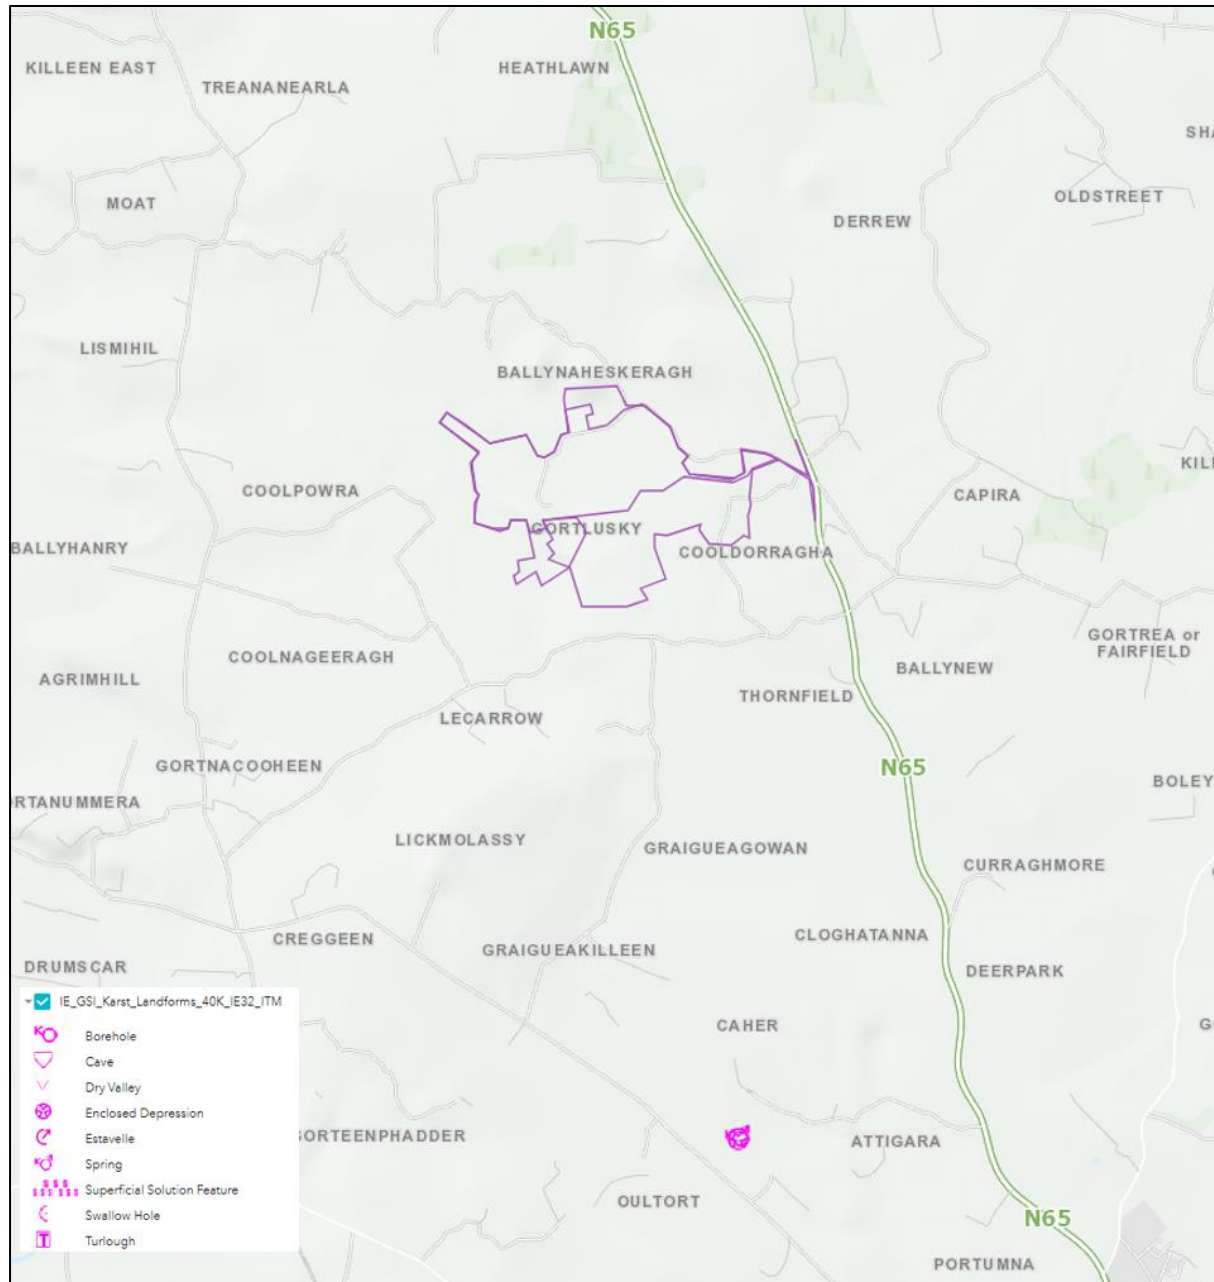 N65
KILLEEN EAST
HEATHLAWN
TREANANEARLA
OLDSTREET
MOAT
DERREW
LISMIHIL
BALLYNAHESKERAGH
COOLPOWRA
CAPIRA
GORTLUSKY
BALLYHANRY
COOLDORRAGHA
GORTREA or
FAIRFIELD
COOLNAGEERAGH
BALLYNEW
AGRIMHILL
THORNFIELD
LECARROW
GORTNACOOHEEN
N65
BOLEY
RTANUMMERA
LICKMOLASSY
GRAIGUEAGOWAN
CURRAGHMORE
CREGGEEN
CLOGHATANNA
GRAIGUEAKILLEEN
DRUMSCAR
DEERPARK
CAHER
IE_GSI_Karst_Landforms_40K_IE32_ITM
Borehole
Cave
Dry Valley
Enclosed Depression
Estavelle
Spring
Superficial Solution Feature
Swallow Hole
T Turlough
GORTEENPHADDER
ATTIGARA
OULTORT
N65
PORTUMNA